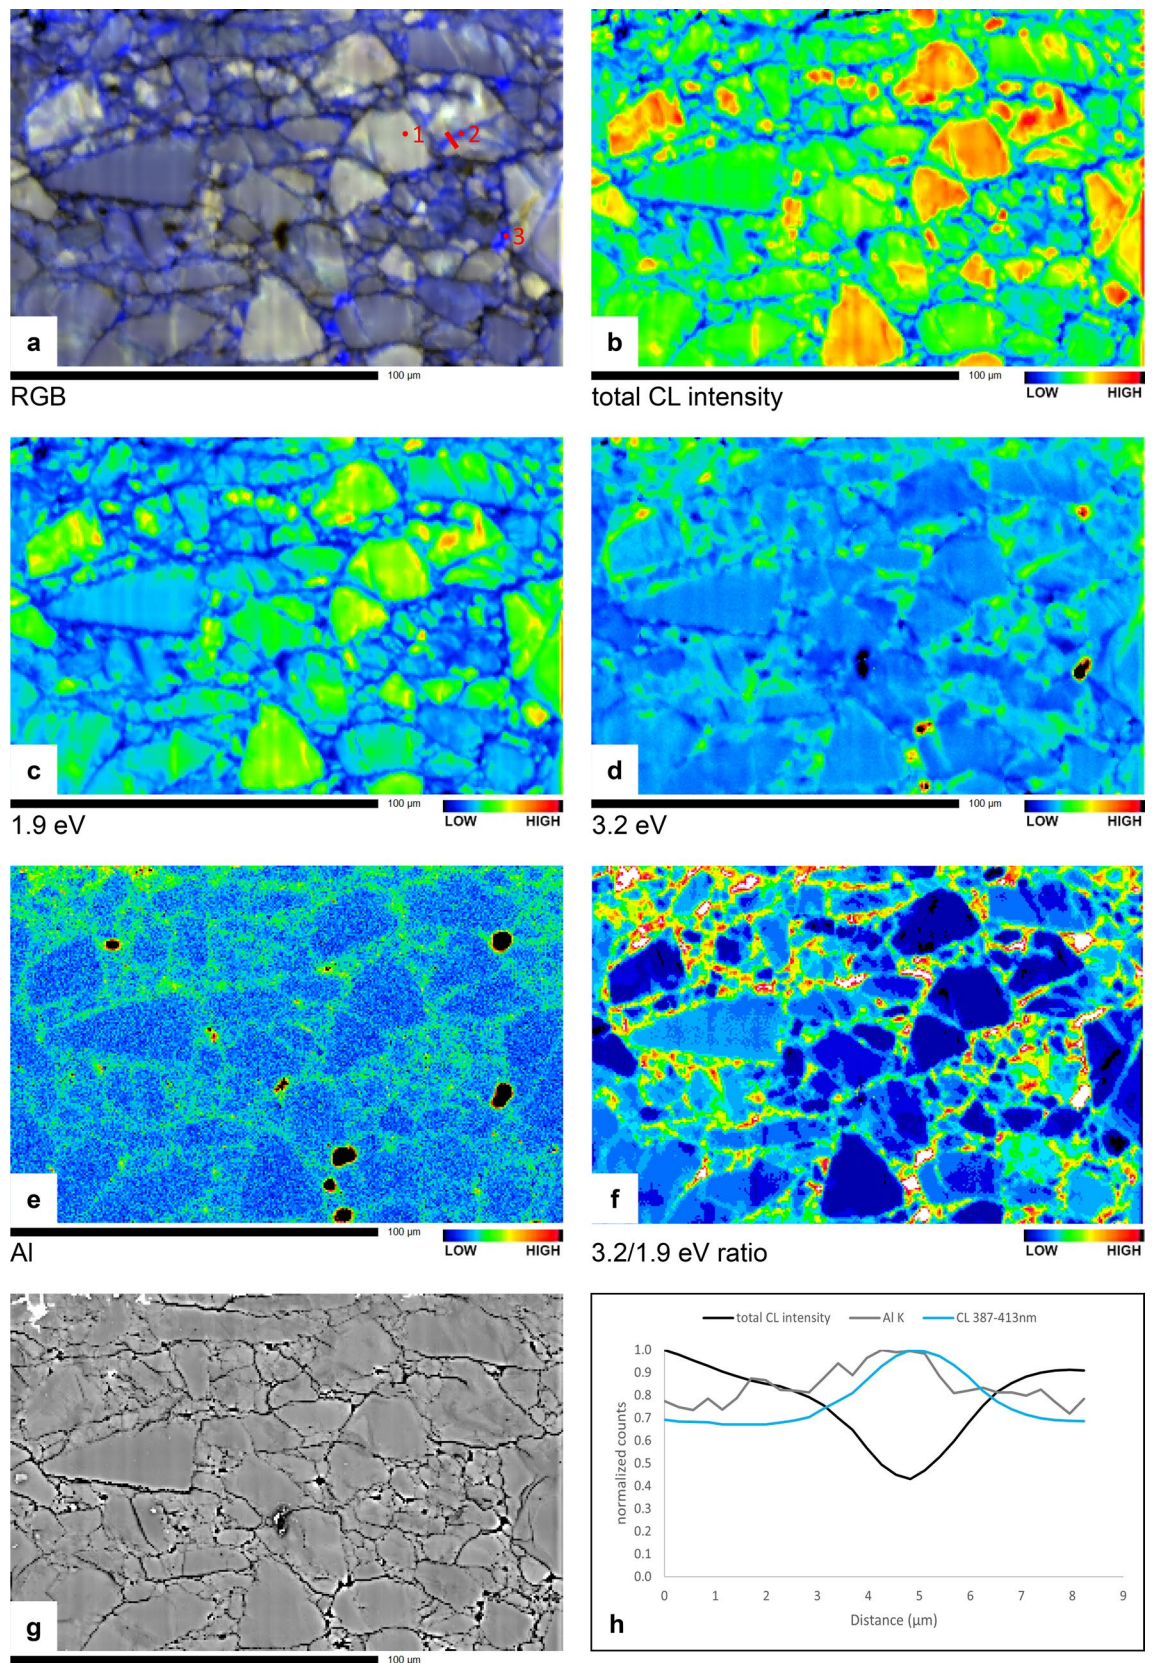 1
2
3
a
b
100 µm
100 µm
LOW HIGH
RGB
total CL intensity
c
d
100 µm
LOW HIGH
100 µm
LOW HIGH
1.9 eV
3.2 eV
e
f
100 µm
LOW HIGH
LOW HIGH
Al
3.2/1.9 eV ratio
g
100 µm
total CL intensity Al K CL 387-413nm
1.0
0.9
0.8
0.7
0.6
0.5
0.4
0.3
0.2
0.1
0.0
normalized counts
0 1 2 3 4 5 6 7 8 9
Distance (µm)
h